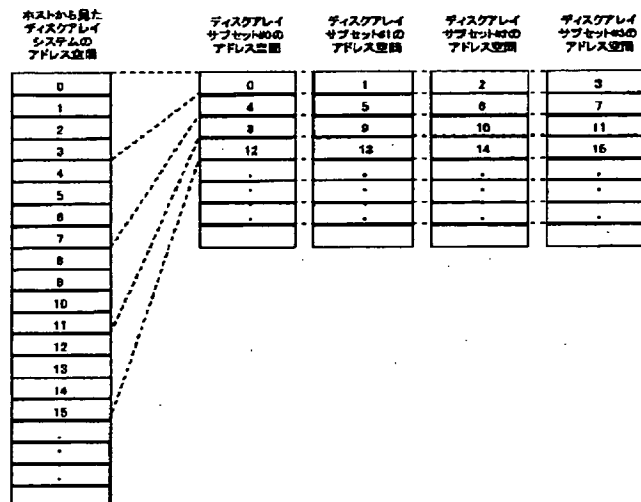 ホストから見た
ディスクアレイ
システムの
アドレス空間
0
1
2
3
4
5
6
7
8
9
10
11
12
13
14
15
ディスクアレイ
サブセット#0の
アドレス空間
0
4
8
12
ディスクアレイ
サブセット#1の
アドレス空間
1
5
9
13
ディスクアレイ
サブセット#2の
アドレス空間
2
6
10
14
ディスクアレイ
サブセット#3の
アドレス空間
3
7
11
15